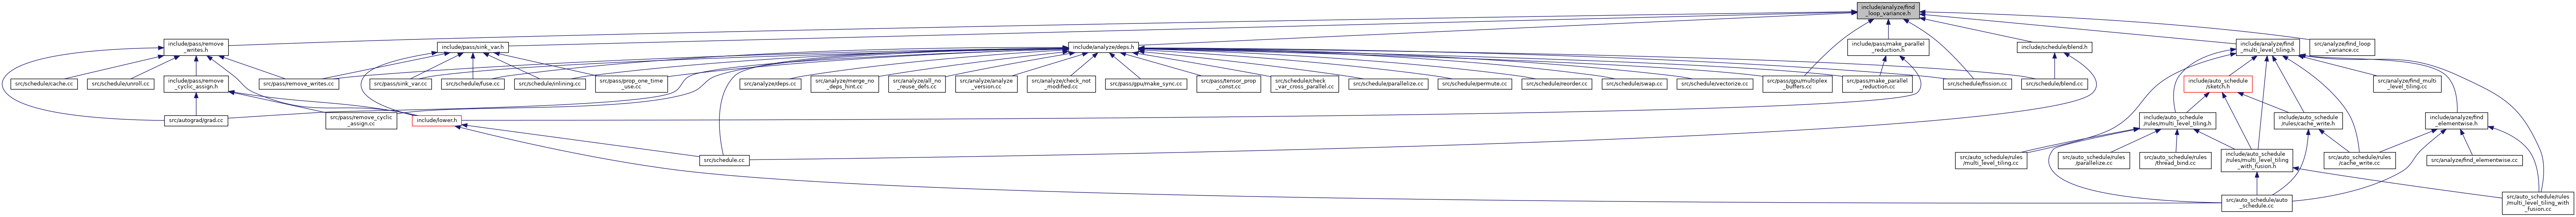 include/analyze/find
_loop_variance.h
include/pass/remove
_writes.h
include/pass/sink_var.h
include/analyze/deps.h
include/pass/make_parallel
_reduction.h
include/schedule/blend.h
include/analyze/find
_multi_level_tiling.h
src/analyze/find_loop
_variance.cc
src/schedule/cache.cc
src/schedule/unroll.cc
include/pass/remove
_cyclic_assign.h
src/pass/remove_writes.cc
src/pass/sink_var.cc
src/schedule/fuse.cc
src/schedule/inlining.cc
src/pass/prop_one_time
_use.cc
src/analyze/deps.cc
src/analyze/merge_no
_deps_hint.cc
src/analyze/all_no
_reuse_defs.cc
src/analyze/analyze
_version.cc
src/analyze/check_not
_modified.cc
src/pass/gpu/make_sync.cc
src/pass/tensor_prop
_const.cc
src/schedule/check
_var_cross_parallel.cc
src/schedule/parallelize.cc
src/schedule/permute.cc
src/schedule/reorder.cc
src/schedule/swap.cc
src/schedule/vectorize.cc
src/pass/gpu/multiplex
_buffers.cc
src/pass/make_parallel
_reduction.cc
src/schedule/fission.cc
src/schedule/blend.cc
include/auto_schedule
/sketch.h
src/analyze/find_multi
_level_tiling.cc
src/autograd/grad.cc
src/pass/remove_cyclic
_assign.cc
include/lower.h
include/auto_schedule
/rules/multi_level_tiling.h
include/auto_schedule
/rules/cache_write.h
include/analyze/find
_elementwise.h
src/schedule.cc
src/auto_schedule/rules
/multi_level_tiling.cc
src/auto_schedule/rules
/parallelize.cc
src/auto_schedule/rules
/thread_bind.cc
include/auto_schedule
/rules/multi_level_tiling
_with_fusion.h
src/auto_schedule/rules
/cache_write.cc
src/analyze/find_elementwise.cc
src/auto_schedule/auto
_schedule.cc
src/auto_schedule/rules
/multi_level_tiling_with
_fusion.cc